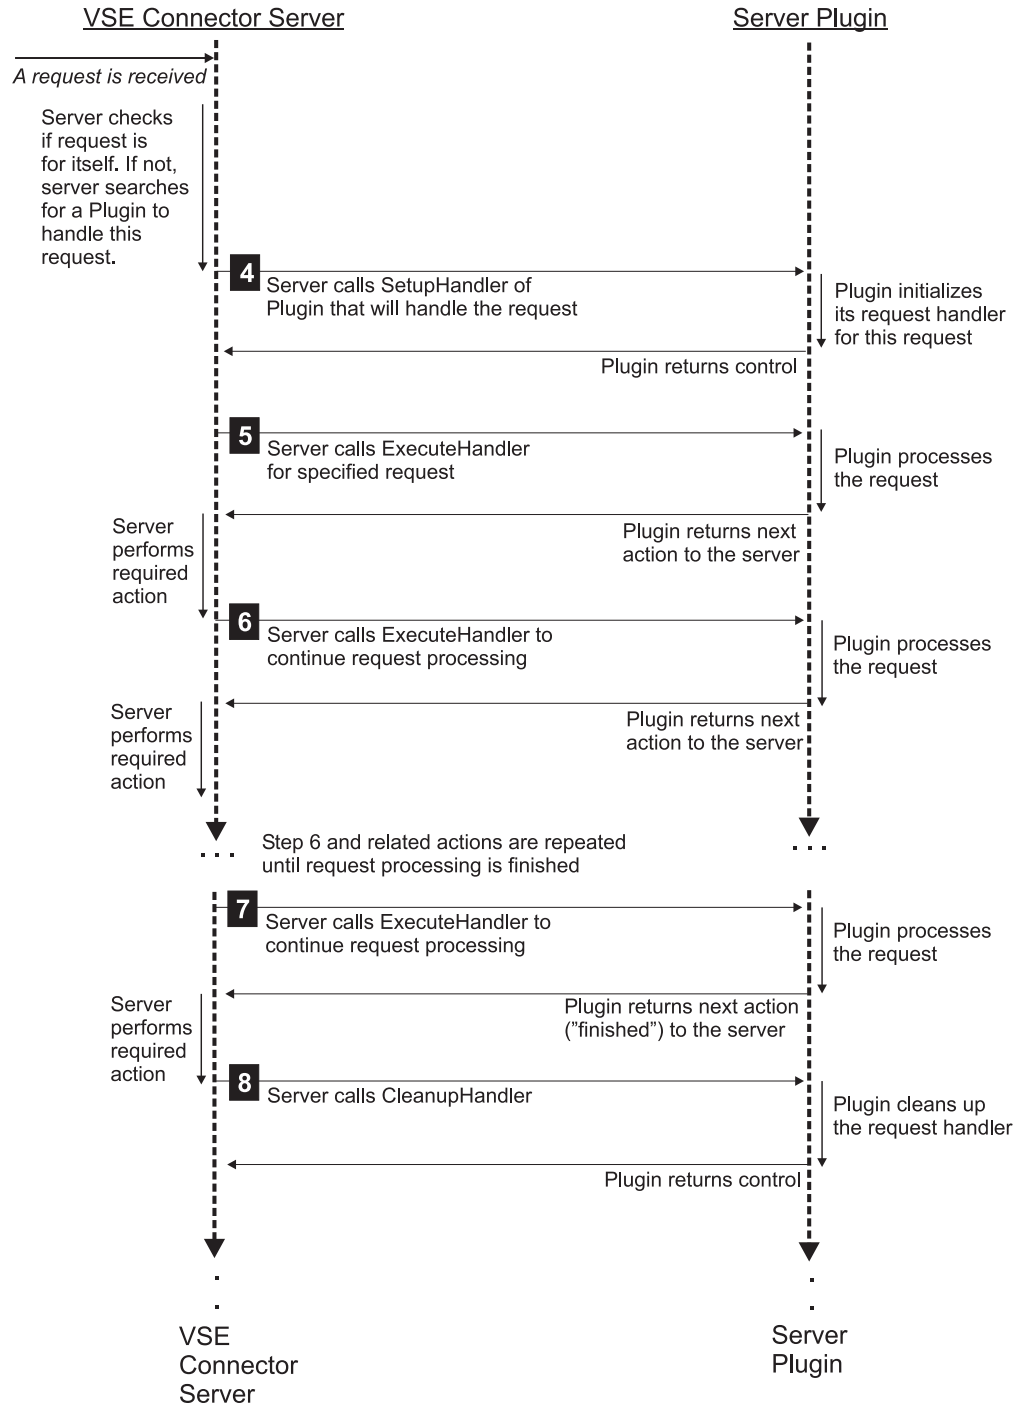 VSE Connector Server
Server Plugin
A request is received
Server checks
if request is
for itself. If not,
server searches
for a Plugin to
handle this
request.
4
Server calls SetupHandler of
Plugin that will handle the request
Plugin initializes
its request handler
for this request
Plugin returns control
5
Server calls ExecuteHandler
for specified request
Plugin processes
the request
Plugin returns next
action to the server
Server
performs
required
action
6
Server calls ExecuteHandler to
continue request processing
Plugin processes
the request
Plugin returns next
action to the server
Server
performs
required
action
Step 6 and related actions are repeated
until request processing is finished
7
Server calls ExecuteHandler to
continue request processing
Plugin processes
the request
Plugin returns next action
("finished") to the server
Server
performs
required
action
8
Server calls CleanupHandler
Plugin cleans up
the request handler
Plugin returns control
VSE
Connector
Server
Server
Plugin